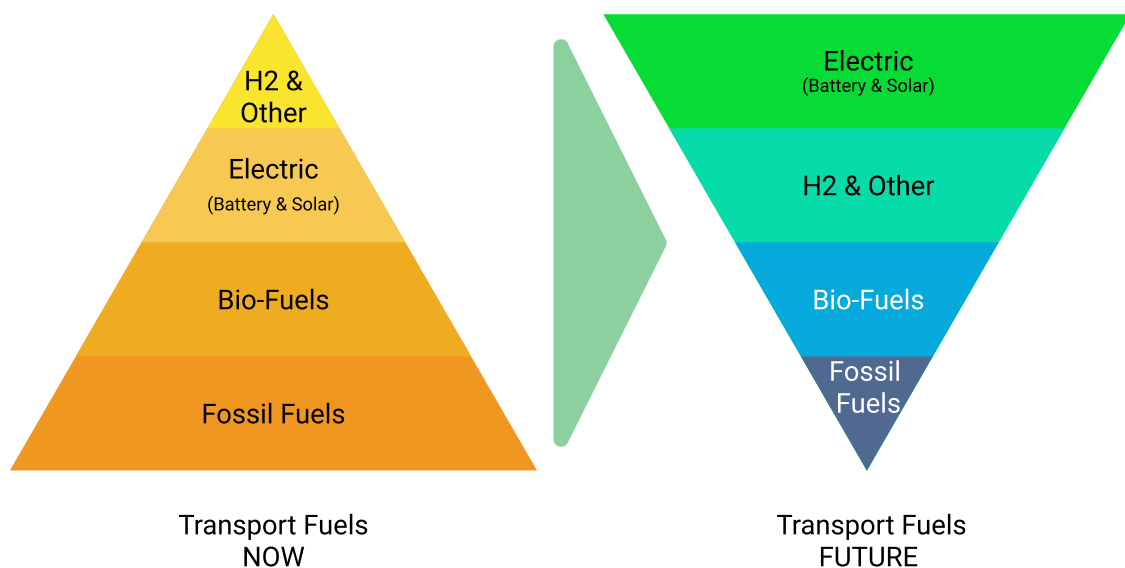 H2 &
Other
Electric
(Battery & Solar)
Bio-Fuels
Fossil Fuels
Transport Fuels
NOW
Electric
(Battery & Solar)
H2 & Other
Bio-Fuels
Fossil
Fuels
Transport Fuels
FUTURE